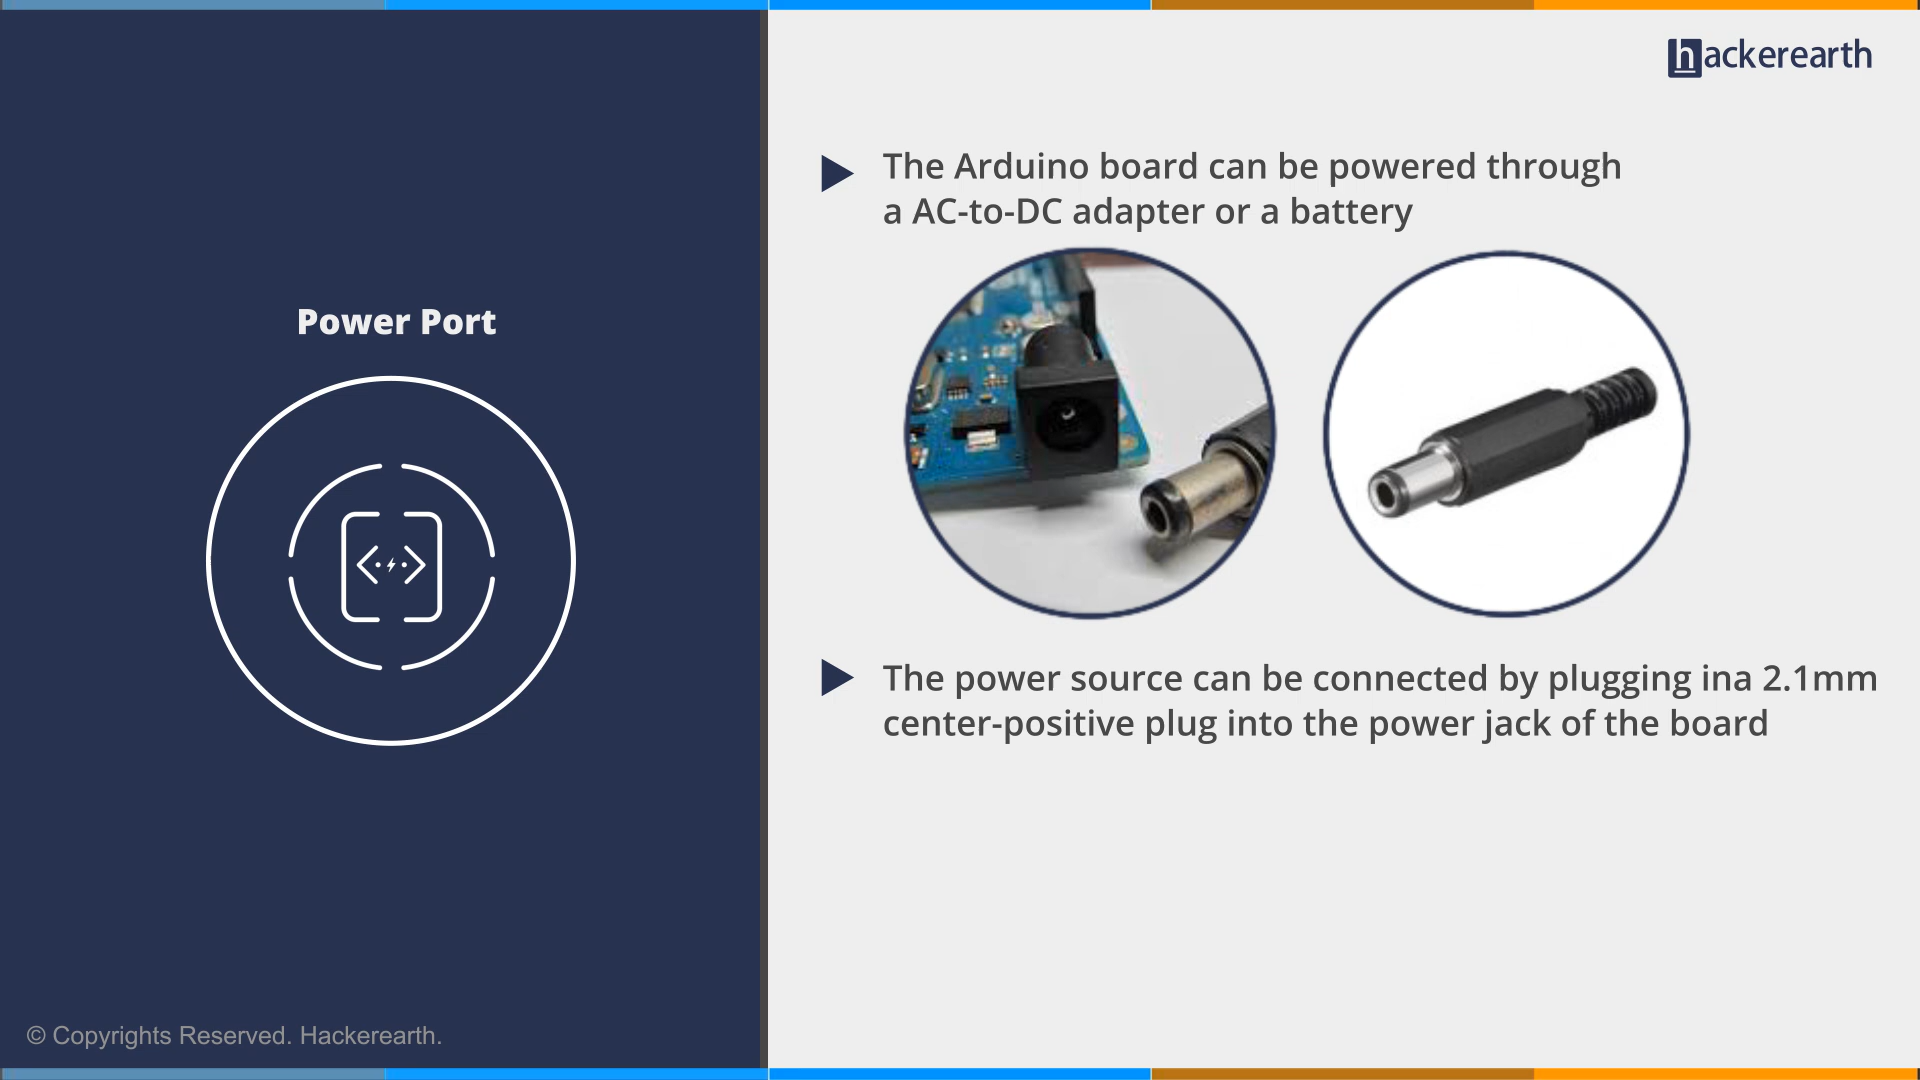 hackerearth
The Arduino board can be powered through
a AC-to-DC adapter or a battery
Power Port
The power source can be connected by plugging ina 2.1mm
center-positive plug into the power jack of the board
© Copyrights Reserved. Hackerearth.